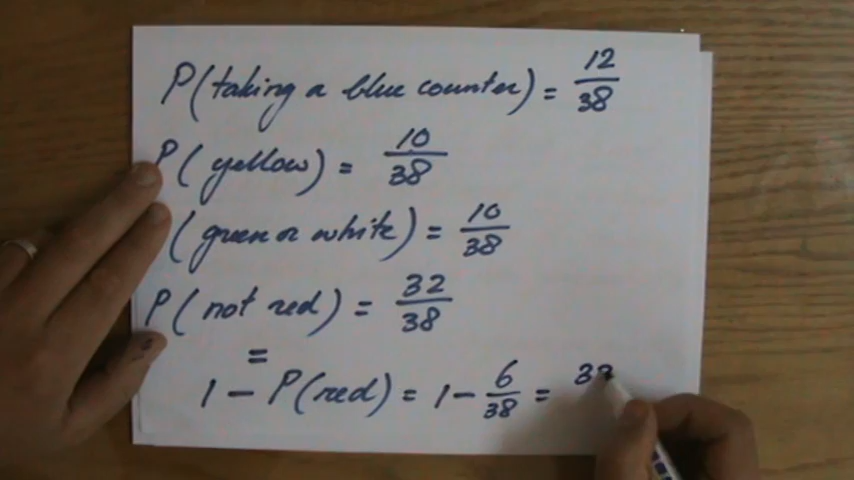 P(taking a blue counter) = 12/38
P(yellow) = 10/38
(green or white) = 10/38
P(not red) = 32/38
=
1 - P(red) = 1 - 6/38 = 32